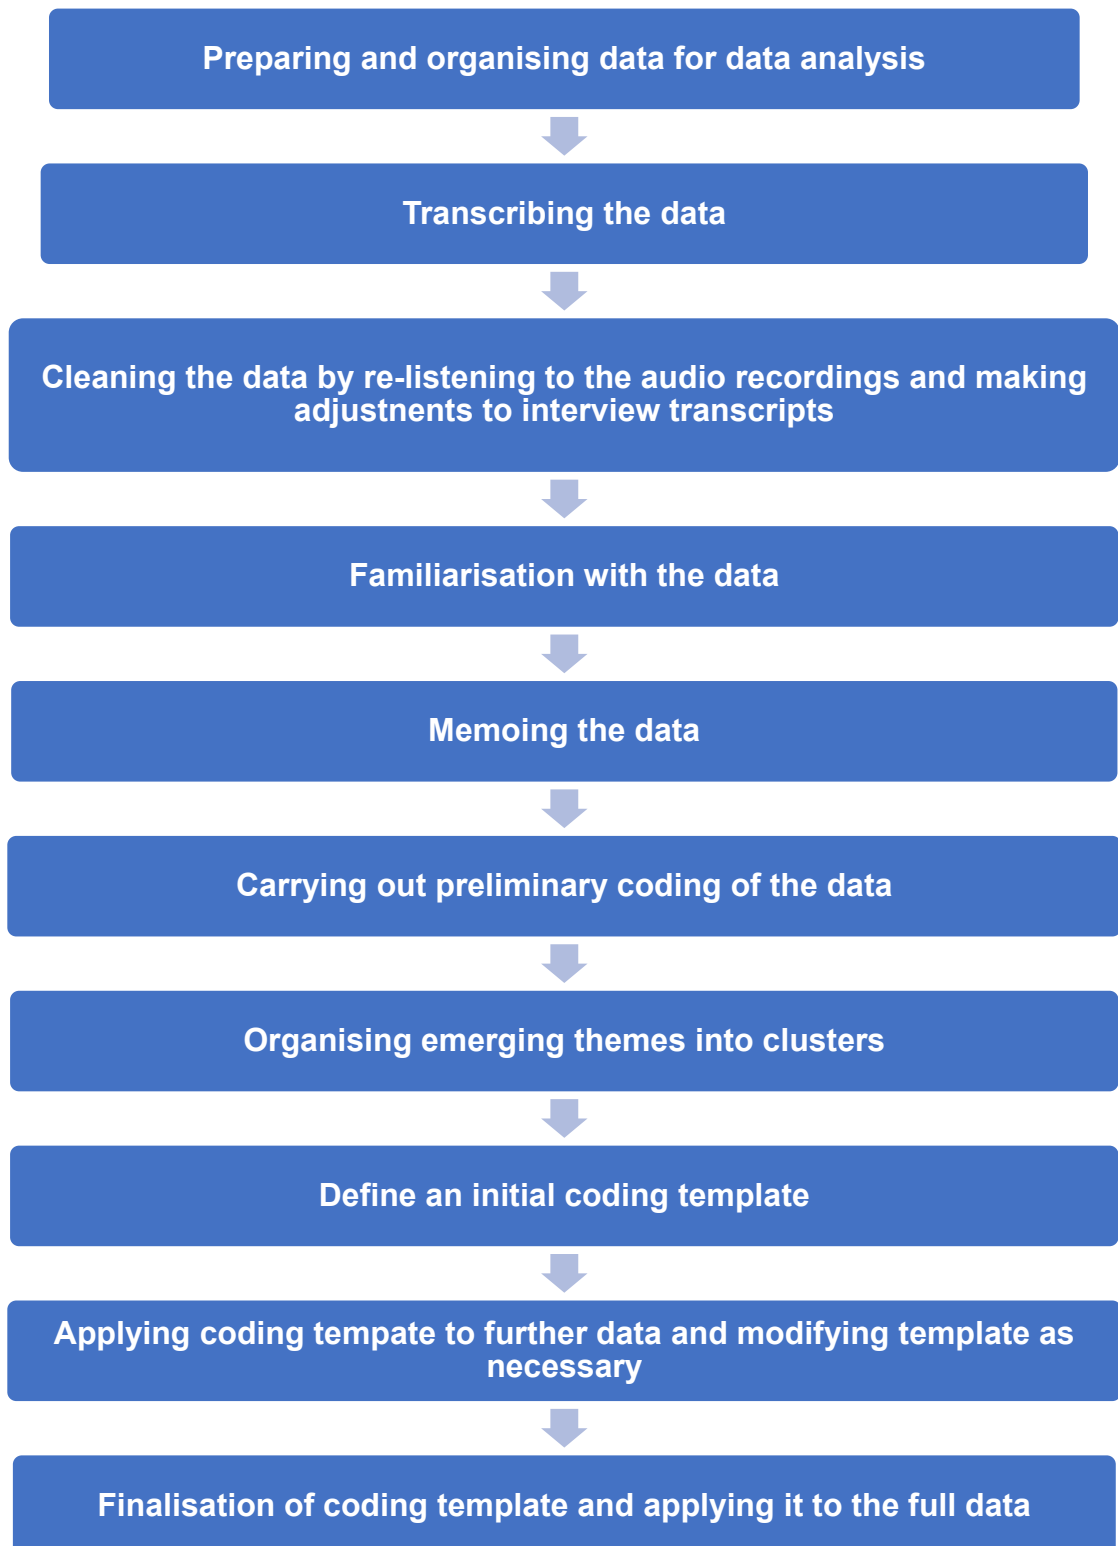 Preparing and organising data for data analysis
Transcribing the data
Cleaning the data by re-listening to the audio recordings and making
adjustnents to interview transcripts
Familiarisation with the data
Memoing the data
Carrying out preliminary coding of the data
Organising emerging themes into clusters
Define an initial coding template
Applying coding tempate to further data and modifying template as
necessary
Finalisation of coding template and applying it to the full data